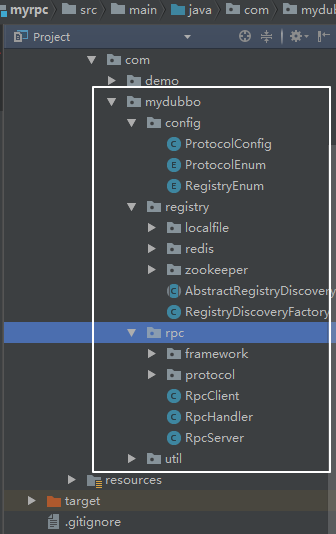 myrpc src main java com mydu
Project
com
demo
mydubbo
config
ProtocolConfig
ProtocolEnum
RegistryEnum
registry
localfile
redis
zookeeper
AbstractRegistryDiscovery
RegistryDiscoveryFactory
rpc
framework
protocol
RpcClient
RpcHandler
RpcServer
util
resources
target
.gitignore